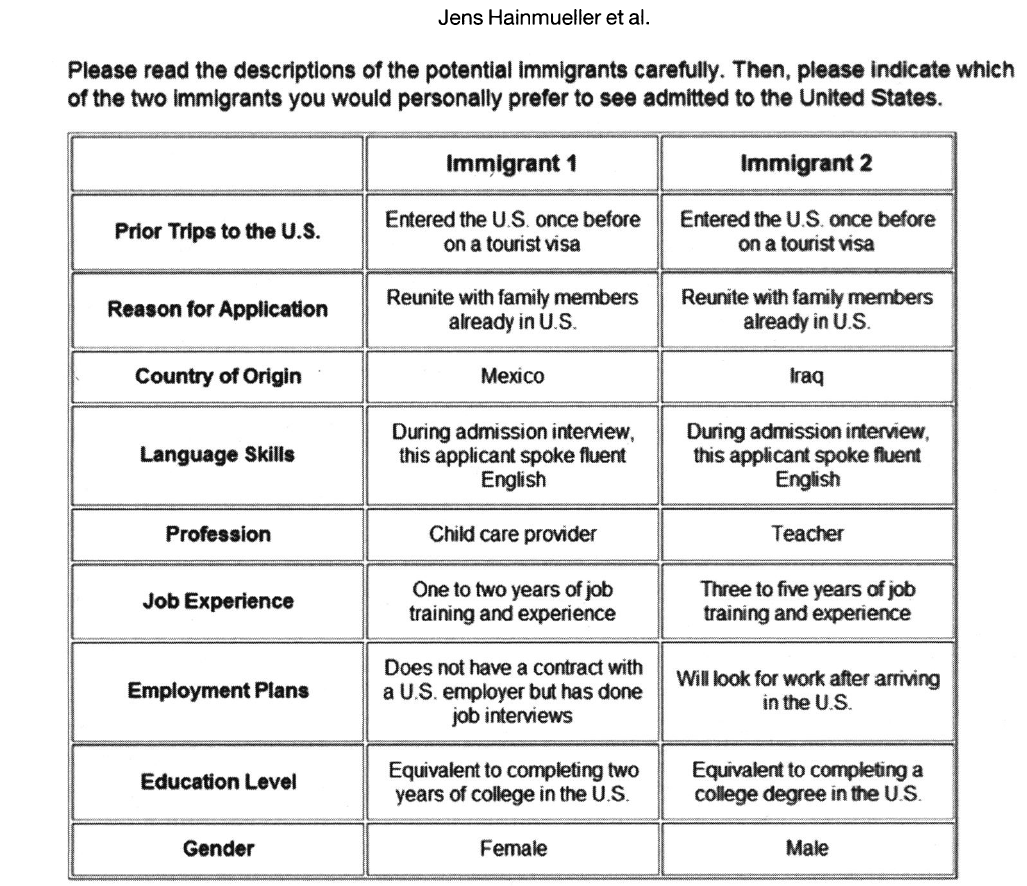 Jens Hainmueller et al.
Please read the descriptions of the potential immigrants carefully. Then, please indicate which
of the two immigrants you would personally prefer to see admitted to the United States.
Immigrant 1
Immigrant 2
Prior Trips to the U.S.
Entered the U.S. once before
on a tourist visa
Entered the U.S. once before
on a tourist visa
Reason for Application
Reunite with family members
already in U.S.
Reunite with family members
already in U.S.
Country of Origin
Mexico
Iraq
Language Skills
During admission interview,
this applicant spoke fluent
English
During admission interview,
this applicant spoke fluent
English
Profession
Child care provider
Teacher
Job Experience
One to two years of job
training and experience
Three to five years of job
training and experience
Employment Plans
Does not have a contract with
a U.S. employer but has done
job interviews
Will look for work after arriving
in the U.S.
Education Level
Equivalent to completing two
years of college in the U.S.
Equivalent to completing a
college degree in the U.S.
Gender
Female
Male